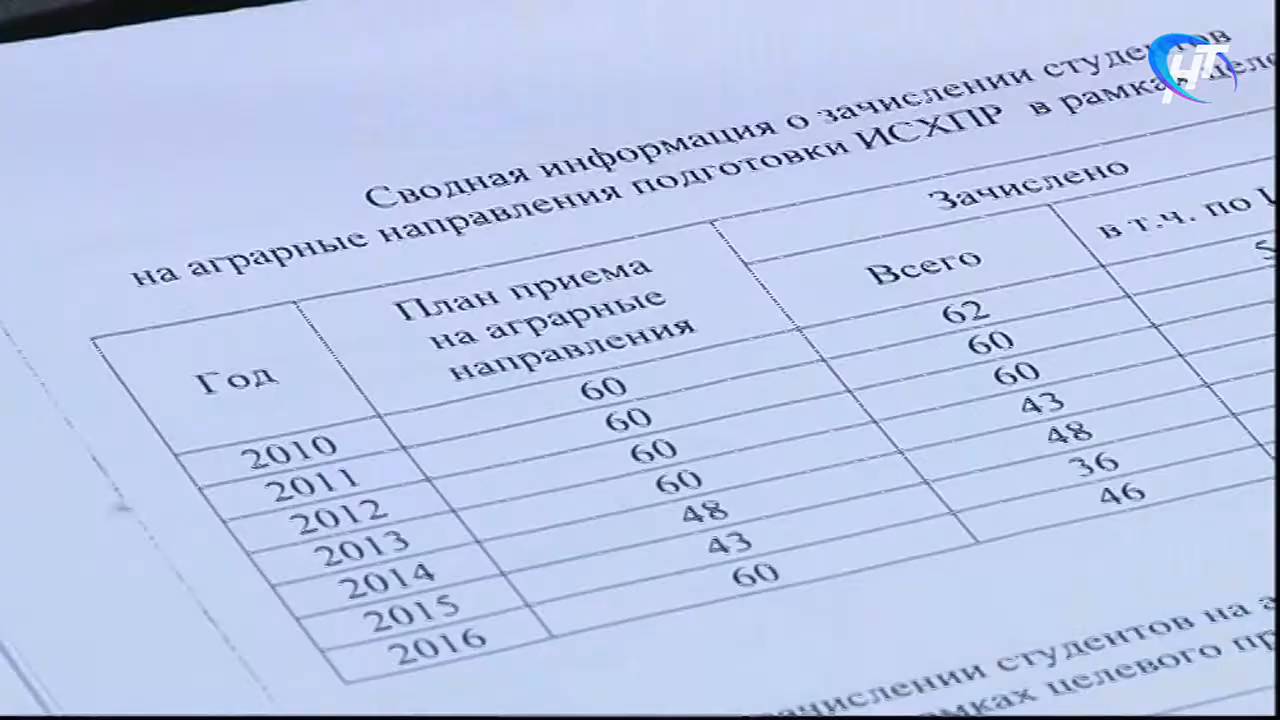 НТ
Сводная информация о зачислении студентов
на аграрные направления подготовки ИСХПР в рамках
Год
План приема
на аграрные
направления
Зачислено
Всего
в т.ч. по
2010 60 62
2011 60 60
2012 60 60
2013 60 43
2014 48 48
2015 43 36
2016 60 46
студентов на
целевого